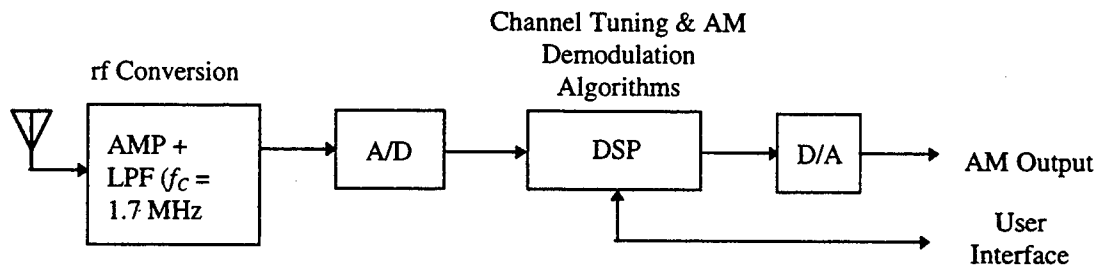 Channel Tuning & AM
Demodulation
Algorithms
rf Conversion
AMP +
LPF (fC =
1.7 MHz
A/D
DSP
D/A
AM Output
User
Interface